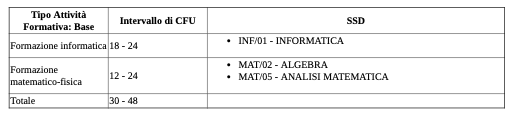 Tipo Attività Formativa: Base Intervallo di CFU SSD
Formazione informatica 18 - 24 • INF/01 - INFORMATICA
Formazione matematico-fisica 12 - 24 • MAT/02 - ALGEBRA
• MAT/05 - ANALISI MATEMATICA
Totale 30 - 48